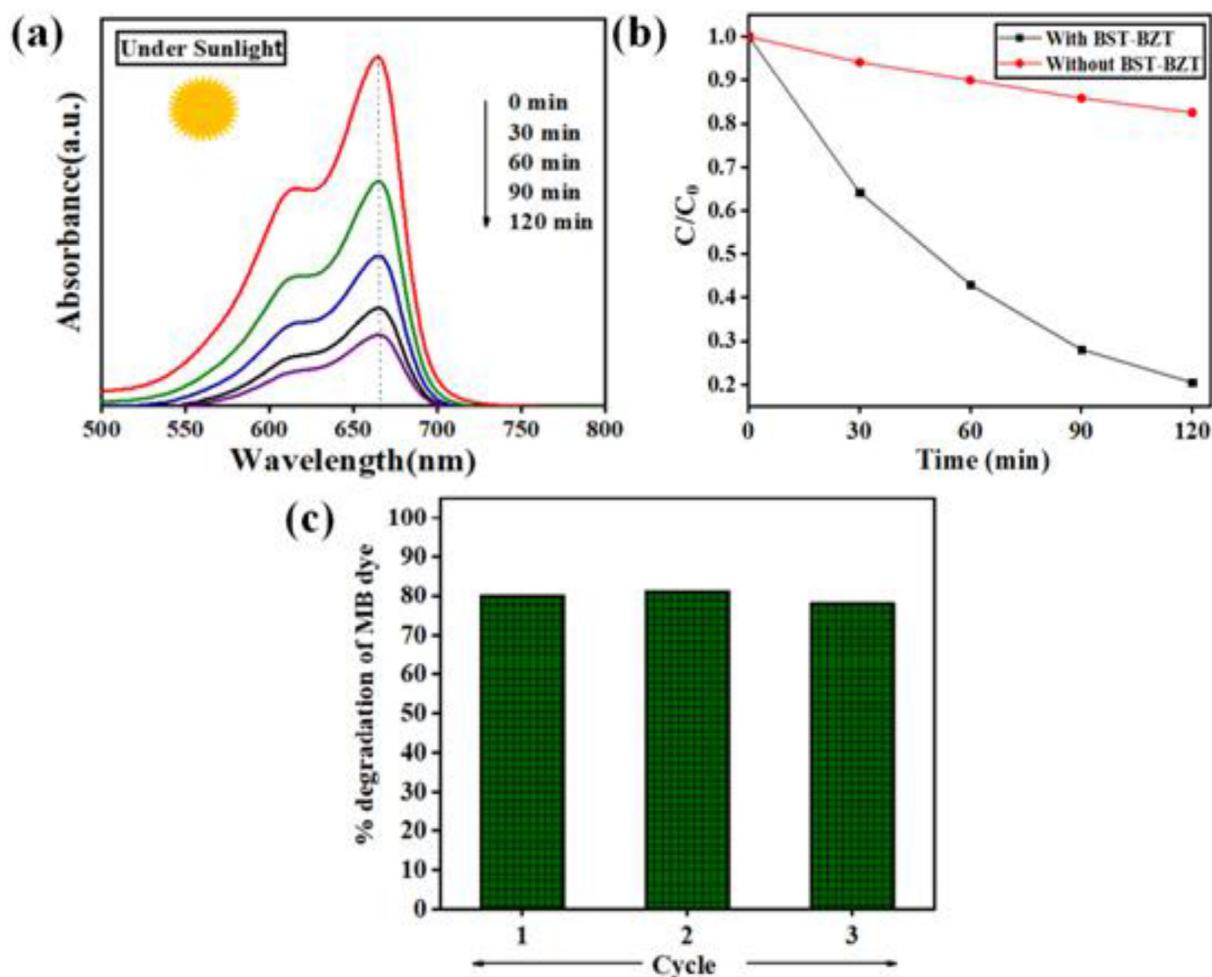 (a)
Under Sunlight
0 min
30 min
60 min
90 min
120 min
Absorbance(a.u.)
500 550 600 650 700 750 800
Wavelength(nm)
(b)
With BST-BZT
Without BST-BZT
1.0
0.9
0.8
0.7
0.6
0.5
0.4
0.3
0.2
C/C₀
0 30 60 90 120
Time (min)
(c)
100
90
80
70
60
50
40
30
20
10
0
% degradation of MB dye
1 2 3
Cycle